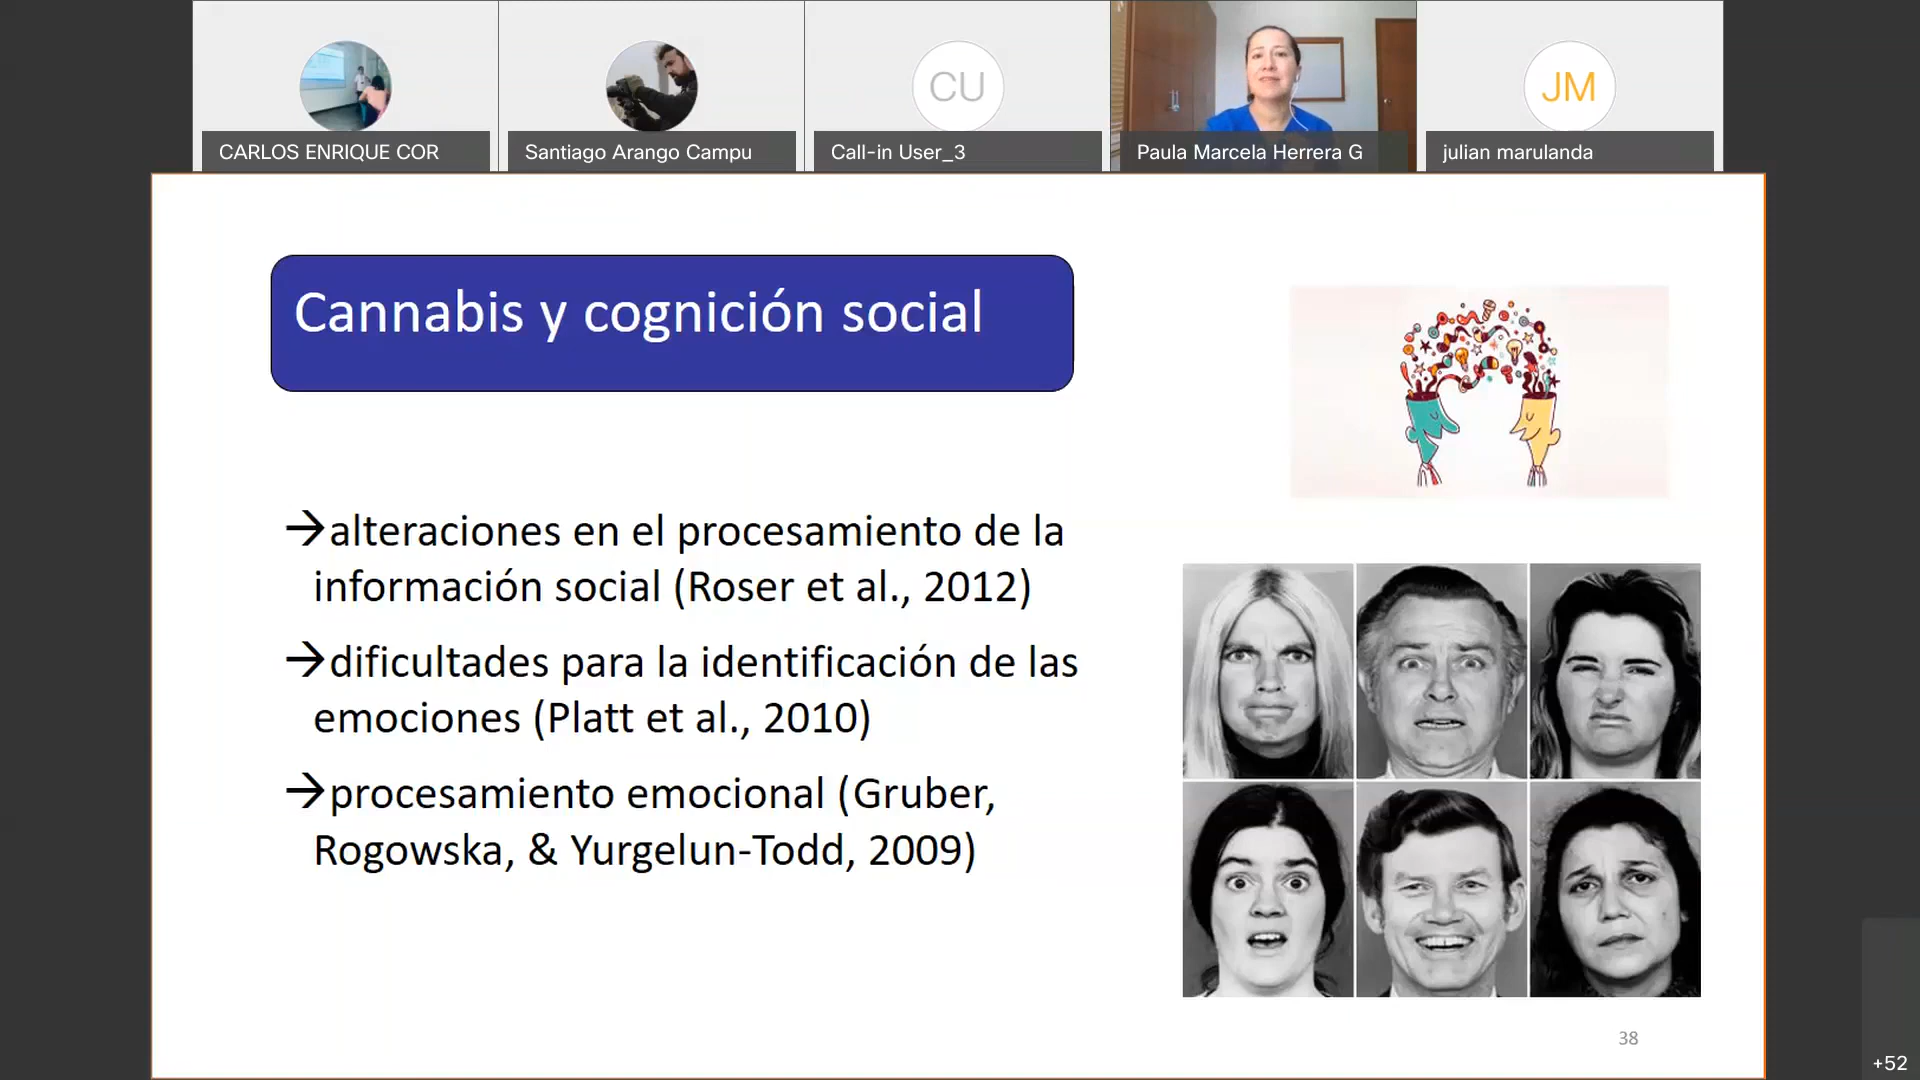 CARLOS ENRIQUE COR
Santiago Arango Campu
CU
Call-in User_3
Paula Marcela Herrera G
JM
julian marulanda
Cannabis y cognición social
→alteraciones en el procesamiento de la
información social (Roser et al., 2012)
→dificultades para la identificación de las
emociones (Platt et al., 2010)
→procesamiento emocional (Gruber,
Rogowska, & Yurgelun-Todd, 2009)
38
+52